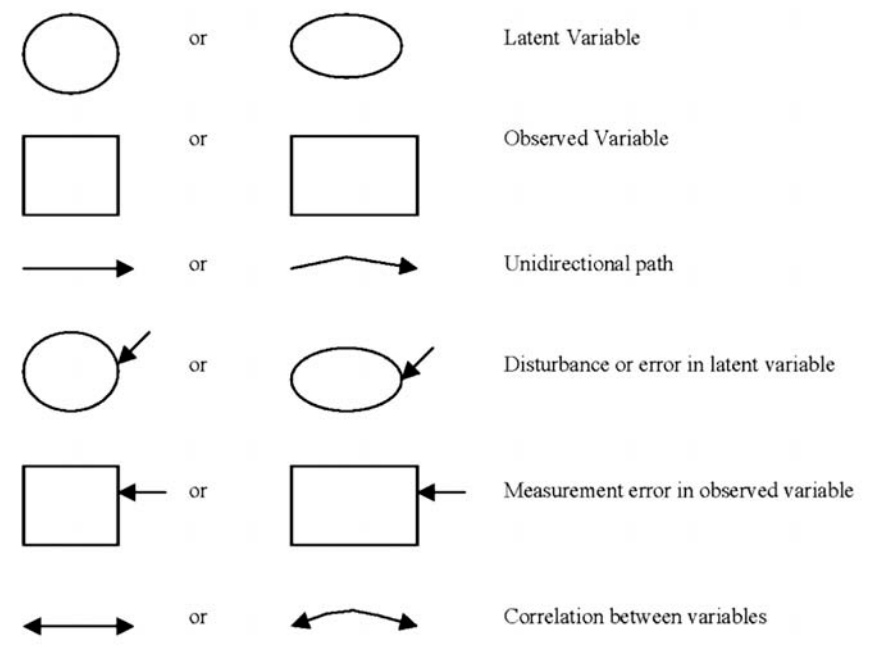 or Latent Variable
or Observed Variable
or Unidirectional path
or Disturbance or error in latent variable
or Measurement error in observed variable
or Correlation between variables